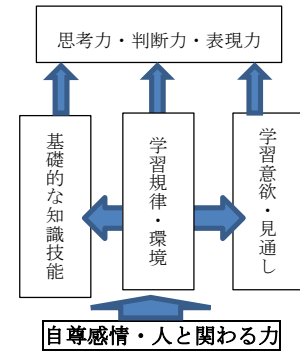 思考力・判断力・表現力
基礎的な知識技能
学習規律・環境
学習意欲・見通し
自尊感情・人と関わる力